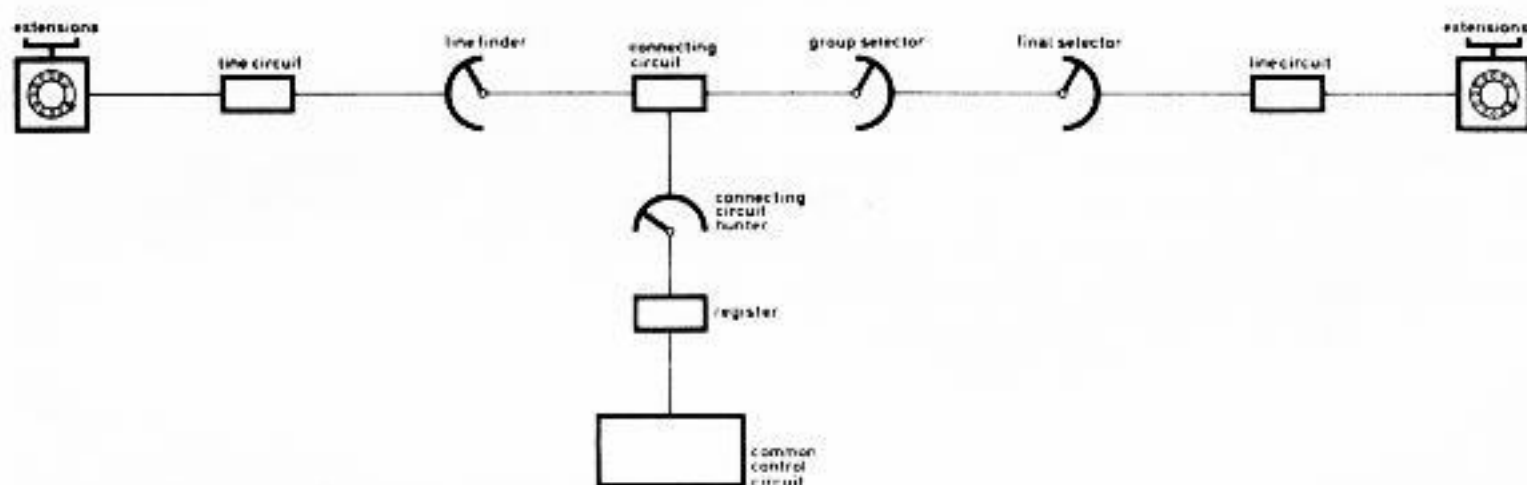 extensions
line circuit
line finder
connecting
circuit
group selector
final selector
line circuit
extensions
connecting
circuit
hunter
register
common
control
circuit